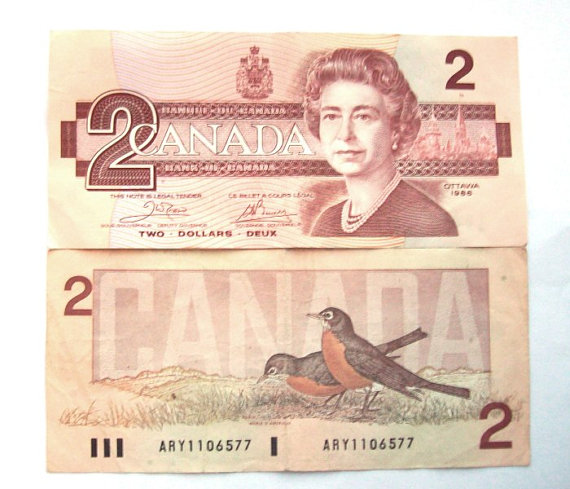 2
BANQUE · DU · CANADA
2 CANADA
BANK · OF · CANADA
THIS NOTE IS LEGAL TENDER CE BILLET A COURS LÉGAL
OTTAWA
1986
TWO · DOLLARS · DEUX
2
CANADA
2
ARY1106577 ARY1106577